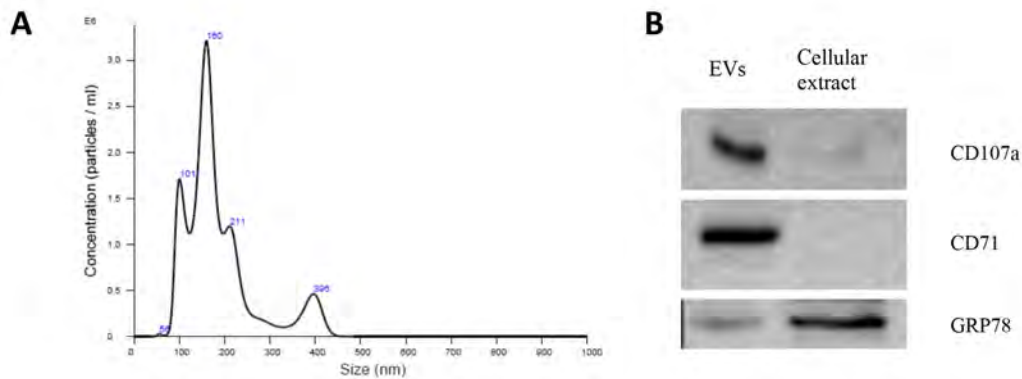 A
E6
Concentration (particles / ml)
3.0
2.5
2.0
1.5
1.0
0.5
0
56
101
160
211
396
0 100 200 300 400 500 600 700 800 900 1000
Size (nm)
B
EVs
Cellular
extract
CD107a
CD71
GRP78